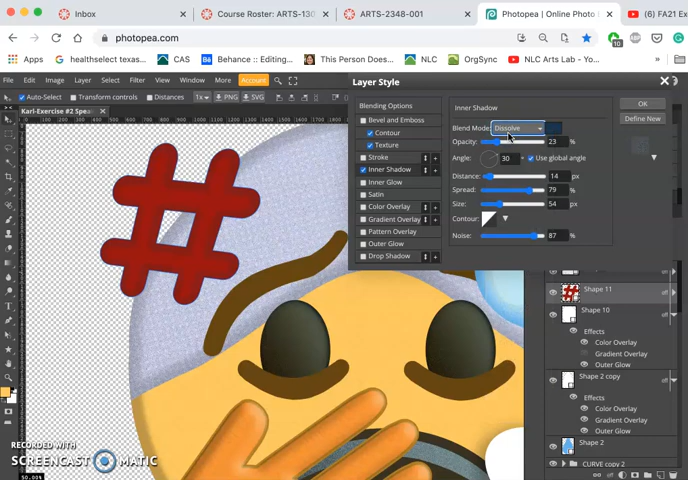 Inbox
Course Roster: ARTS-130
ARTS-2348-001
Photopea | Online Photo
(6) FA21 E
photopea.com
Apps
healthselect texas...
CAS
Behance :: Editing...
This Person Does...
NLC
OrgSync
NLC Arts Lab - Yo...
10
File Edit Image Layer Select Filter View Window More Account
Auto-Select Transform controls Distances 1x PNG SVG
Karl-Exercise #2 Spea
Layer Style
Blending Options
Bevel and Emboss
Contour
Texture
Stroke
Inner Shadow
Inner Glow
Satin
Color Overlay
Gradient Overlay
Pattern Overlay
Outer Glow
Drop Shadow
Inner Shadow
Blend Mode: Dissolve
Opacity: 23 %
Angle: 30 ° Use global angle
Distance: 14 px
Spread: 79 %
Size: 54 px
Contour:
Noise: 87 %
OK
Define New
Shape 11
Shape 10
Effects
Color Overlay
Gradient Overlay
Outer Glow
Shape 2 copy
Effects
Color Overlay
Gradient Overlay
Outer Glow
Shape 2
CURVE copy 2
RECORDED WITH
SCREENCAST MATIC
50.00%